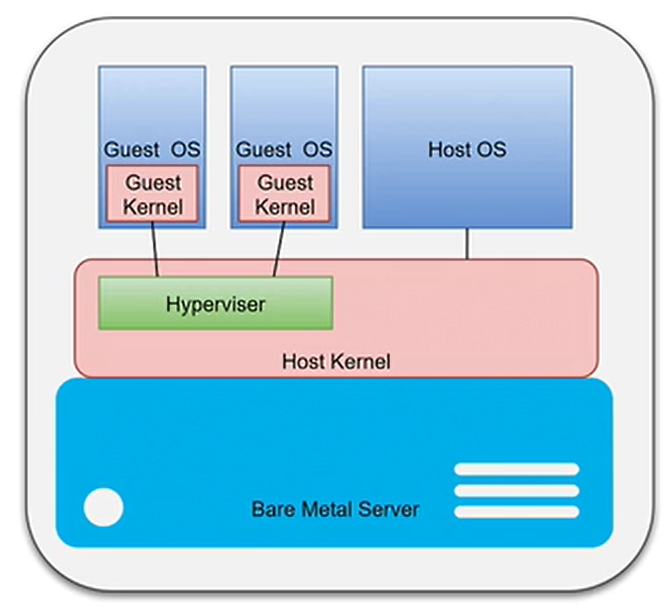 Guest OS
Guest
Kernel
Guest OS
Guest
Kernel
Host OS
Hyperviser
Host Kernel
Bare Metal Server